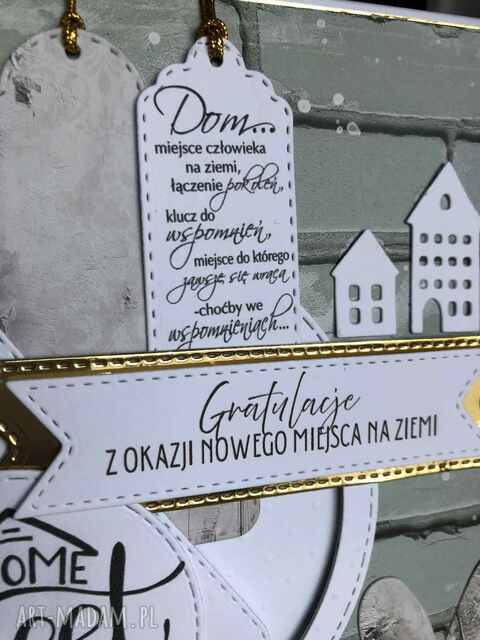 Dom...
miejsce człowieka
na ziemi,
łączenie pokoleń,
klucz do
wspomnień,
miejsce do którego
zawsze się wraca
-choćby we
wspomnieniach...
Gratulacje
Z OKAZJI NOWEGO MIEJSCA NA ZIEMI
OME
ART-MADAM.PL